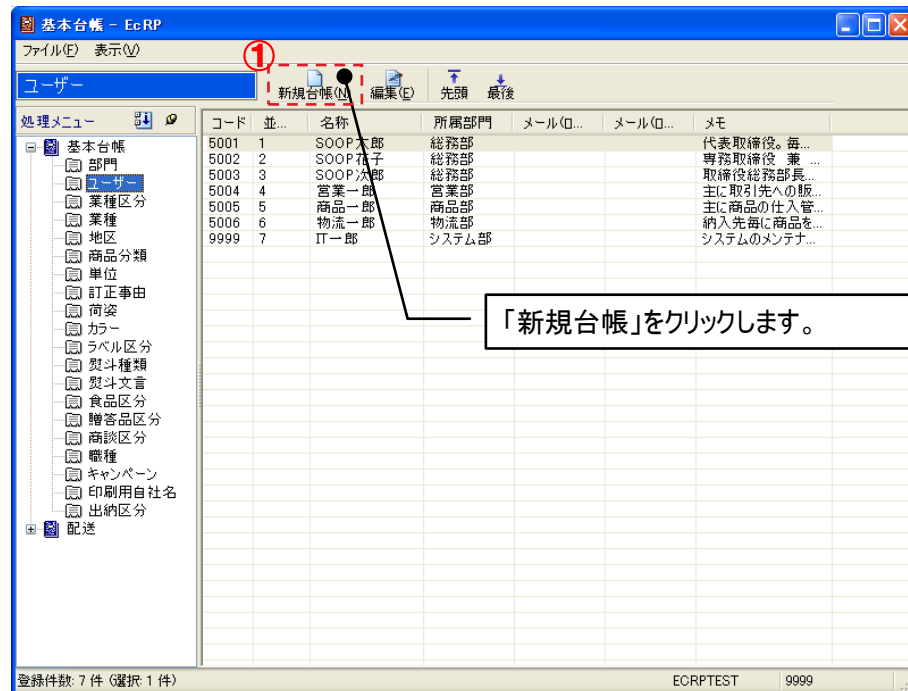 基本台帳 - EcRP
ファイル(F) 表示(V)
①
ユーザー
新規台帳(N) 編集(E) 先頭 最後
処理メニュー
コード 並... 名称 所属部門 メール(ロ... メール(ロ... メモ
5001 1 SOOP太郎 総務部 代表取締役。毎...
5002 2 SOOP花子 総務部 専務取締役 兼 ...
5003 3 SOOP次郎 総務部 取締役総務部長...
5004 4 営業一郎 営業部 主に取引先への販...
5005 5 商品一郎 商品部 主に商品の仕入管...
5006 6 物流一郎 物流部 納入先毎に商品を...
9999 7 IT一郎 システム部 システムのメンテナ...
基本台帳
部門
ユーザー
業種区分
業種
地区
商品分類
単位
訂正事由
荷姿
カラー
ラベル区分
熨斗種類
熨斗文言
食品区分
贈答品区分
商談区分
職種
キャンペーン
印刷用自社名
出納区分
配送
「新規台帳」をクリックします。
登録件数: 7 件 (選択: 1 件) ECRPTEST 9999